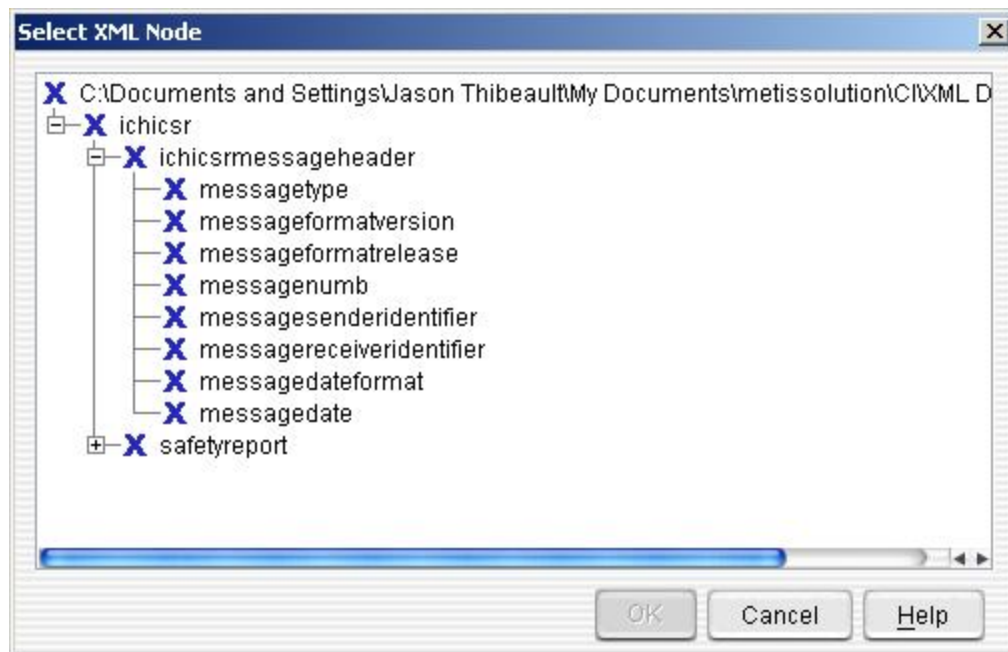 Select XML Node
C:\Documents and Settings\Jason Thibeault\My Documents\metissolution\CI\XML D
ichicsr
ichicsrmessageheader
messagetype
messageformatversion
messageformatrelease
messagenumb
messagesenderidentifier
messagereceiveridentifier
messagedateformat
messagedate
safetyreport
OK Cancel Help